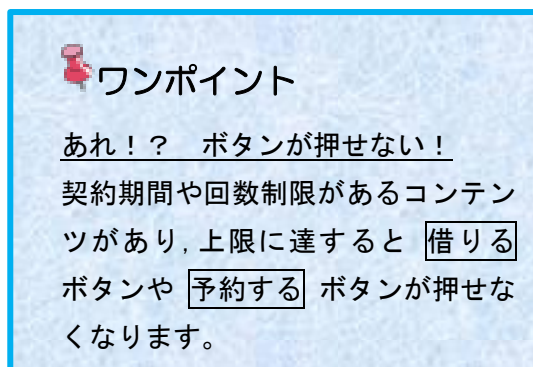 ワンポイント
あれ！？　ボタンが押せない！
契約期間や回数制限があるコンテン
ツがあり,上限に達すると 借りる
ボタンや 予約する ボタンが押せな
くなります。